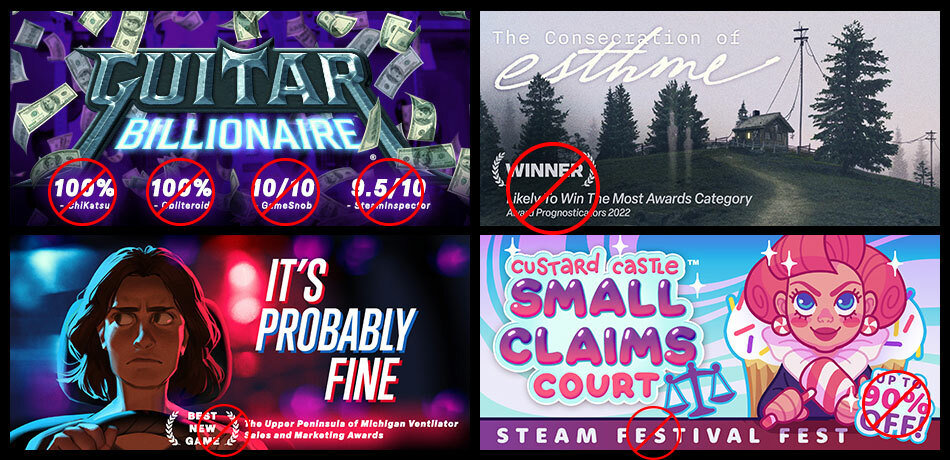 GUITAR
BILLIONAIRE®
100% 100% 10/10 9.5/10
- ChiKatsu - Obliteroid - GameSnob - SteamInspector
The Consecration of
esthme
WINNER
Likely To Win The Most Awards Category
Award Prognosticators 2022
IT'S
PROBABLY
FINE
BEST
NEW
GAME
The Upper Peninsula of Michigan Ventilator
Sales and Marketing Awards
CUSTARD CASTLE™
SMALL
CLAIMS
COURT
UP TO
90%
OFF!
STEAM FESTIVAL FEST